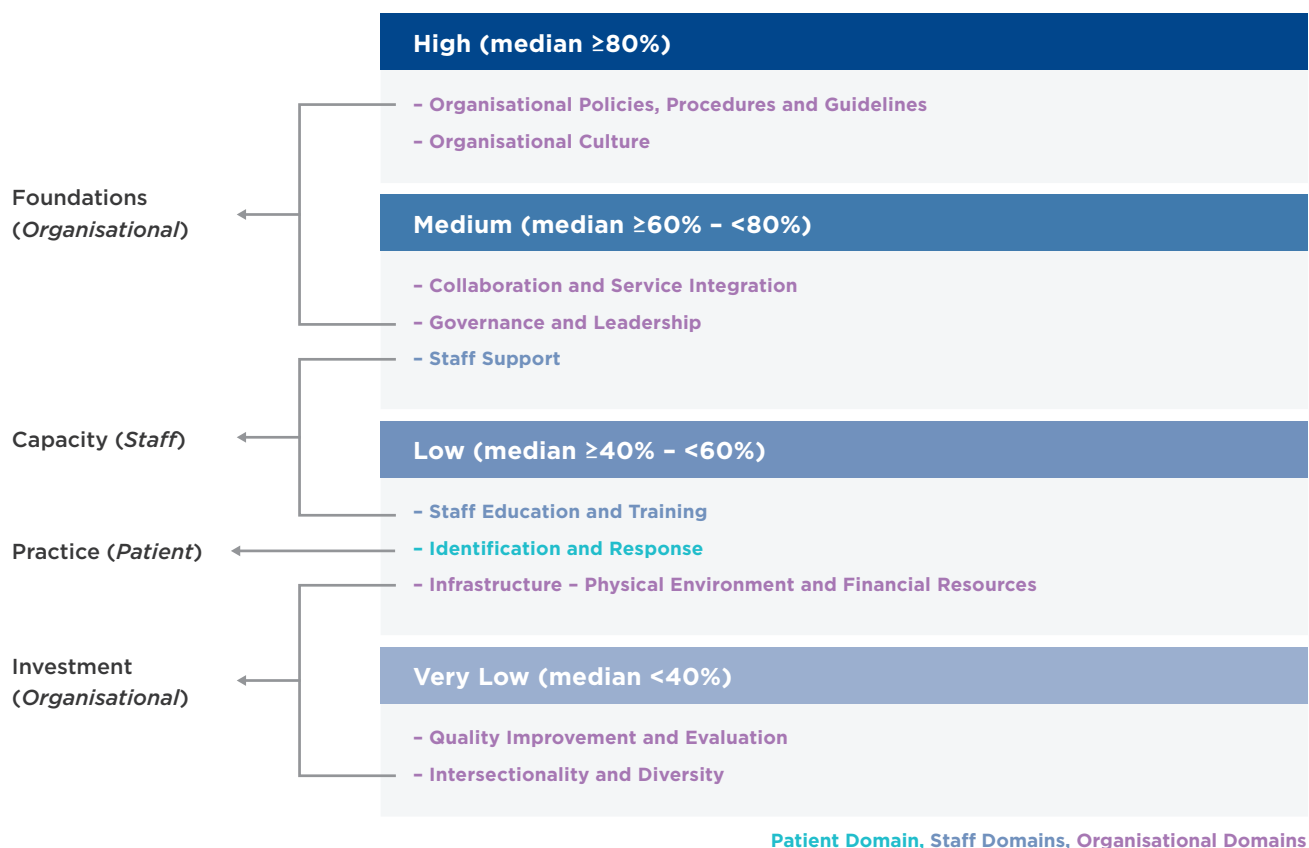 High (median ≥80%)
– Organisational Policies, Procedures and Guidelines
– Organisational Culture
Foundations
(Organisational)
Medium (median ≥60% – <80%)
– Collaboration and Service Integration
– Governance and Leadership
– Staff Support
Capacity (Staff)
Low (median ≥40% – <60%)
– Staff Education and Training
– Identification and Response
– Infrastructure – Physical Environment and Financial Resources
Practice (Patient)
Investment
(Organisational)
Very Low (median <40%)
– Quality Improvement and Evaluation
– Intersectionality and Diversity
Patient Domain, Staff Domains, Organisational Domains